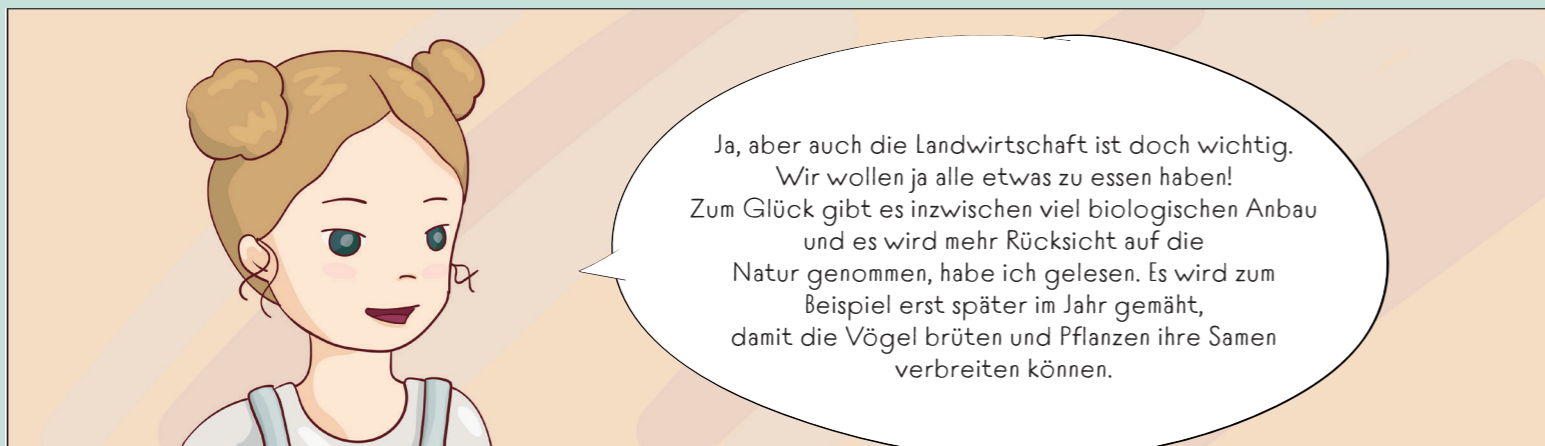 Ja, aber auch die Landwirtschaft ist doch wichtig.
Wir wollen ja alle etwas zu essen haben!
Zum Glück gibt es inzwischen viel biologischen Anbau
und es wird mehr Rücksicht auf die
Natur genommen, habe ich gelesen. Es wird zum
Beispiel erst später im Jahr gemäht,
damit die Vögel brüten und Pflanzen ihre Samen
verbreiten können.